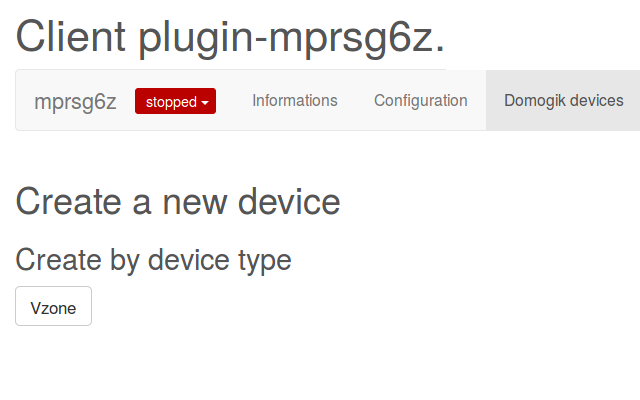 Client plugin-mprsg6z.
mprsg6z stopped Informations Configuration Domogik devices
Create a new device
Create by device type
Vzone